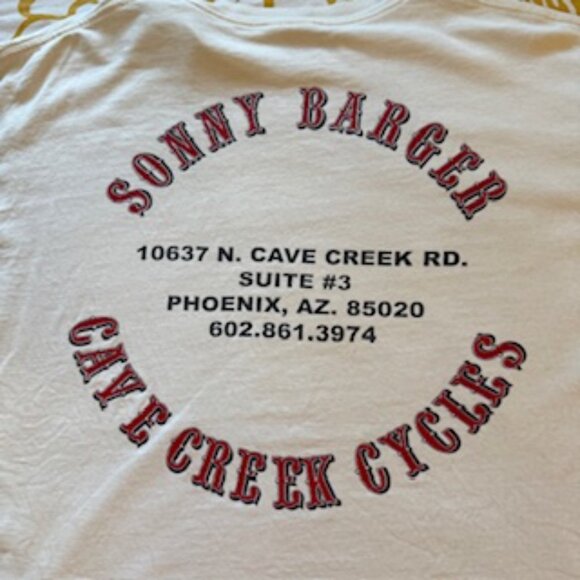 SONNY BARGER
10637 N. CAVE CREEK RD.
SUITE #3
PHOENIX, AZ. 85020
602.861.3974
CAVE CREEK CYCLES